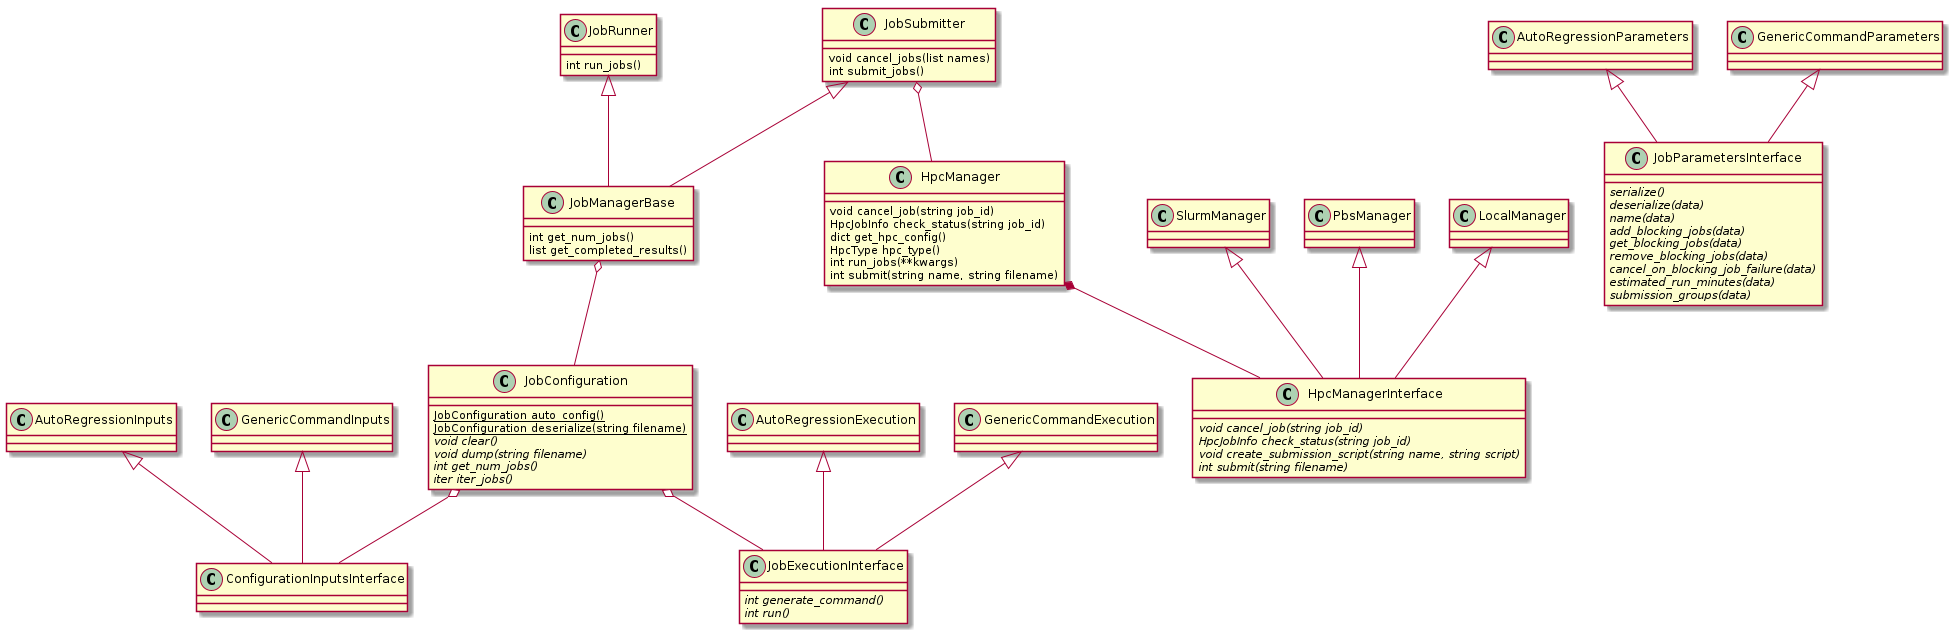 C JobRunner
int run_jobs()
C JobSubmitter
void cancel_jobs(list names)
int submit_jobs()
C AutoRegressionParameters
C GenericCommandParameters
C JobManagerBase
int get_num_jobs()
list get_completed_results()
C HpcManager
void cancel_job(string job_id)
HpcJobInfo check_status(string job_id)
dict get_hpc_config()
HpcType hpc_type()
int run_jobs(**kwargs)
int submit(string name, string filename)
C SlurmManager
C PbsManager
C LocalManager
C JobParametersInterface
serialize()
deserialize(data)
name(data)
add_blocking_jobs(data)
get_blocking_jobs(data)
remove_blocking_jobs(data)
cancel_on_blocking_job_failure(data)
estimated_run_minutes(data)
submission_groups(data)
C AutoRegressionInputs
C GenericCommandInputs
C JobConfiguration
JobConfiguration auto_config()
JobConfiguration deserialize(string filename)
void clear()
void dump(string filename)
int get_num_jobs()
iter iter_jobs()
C AutoRegressionExecution
C GenericCommandExecution
C HpcManagerInterface
void cancel_job(string job_id)
HpcJobInfo check_status(string job_id)
void create_submission_script(string name, string script)
int submit(string filename)
C ConfigurationInputsInterface
C JobExecutionInterface
int generate_command()
int run()